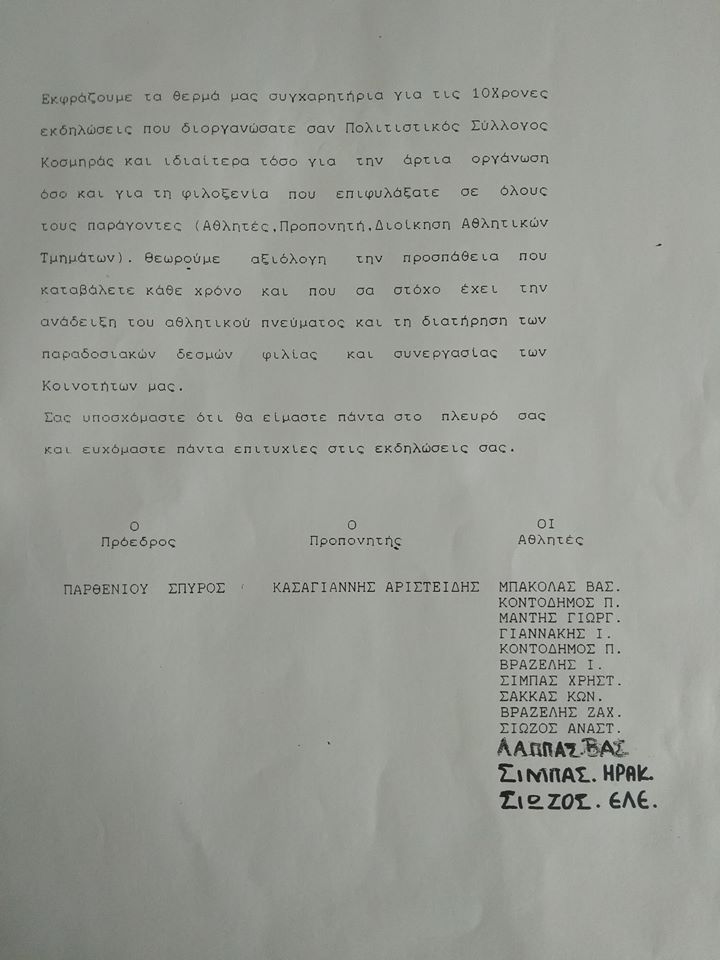 Εκφράζουμε τα θερμά μας συγχαρητήρια για τις 10Χρονες
εκδηλώσεις που διοργανώσατε σαν Πολιτιστικός Σύλλογος
Κοσμηράς και ιδιαίτερα τόσο για την άρτια οργάνωση
όσο και για τη φιλοξενία που επιφυλάξατε σε όλους
τους παράγοντες (Αθλητές,Προπονητή,Διοίκηση Αθλητικών
Τμημάτων). θεωρούμε αξιόλογη την προσπάθεια που
καταβάλετε κάθε χρόνο και που σα στόχο έχει την
ανάδειξη του αθλητικού πνεύματος και τη διατήρηση των
παραδοσιακών δεσμών φιλίας και συνεργασίας των
Κοινοτήτων μας.
Σας υποσχόμαστε ότι θα είμαστε πάντα στο πλευρό σας
και ευχόμαστε πάντα επιτυχίες στις εκδηλώσεις σας.
Ο Ο ΟΙ
Πρόεδρος Προπονητής Αθλητές
ΠΑΡΘΕΝΙΟΥ ΣΠΥΡΟΣ ΚΑΣΑΓΙΑΝΝΗΣ ΑΡΙΣΤΕΙΔΗΣ ΜΠΑΚΟΛΑΣ ΒΑΣ.
ΚΟΝΤΟΔΗΜΟΣ Π.
ΜΑΝΤΗΣ ΓΙΩΡΓ.
ΓΙΑΝΝΑΚΗΣ Ι.
ΚΟΝΤΟΔΗΜΟΣ Π.
ΒΡΑΖΕΛΗΣ Ι.
ΣΙΜΠΑΣ ΧΡΗΣΤ.
ΣΑΚΚΑΣ ΚΩΝ.
ΒΡΑΖΕΛΗΣ ΖΑΧ.
ΣΙΩΖΟΣ ΑΝΑΣΤ.
ΛΑΠΠΑΣ.ΒΑΣ
ΣΙΜΠΑΣ. ΗΡΑΚ.
ΣΙΩΖΟΣ. ΕΛΕ.